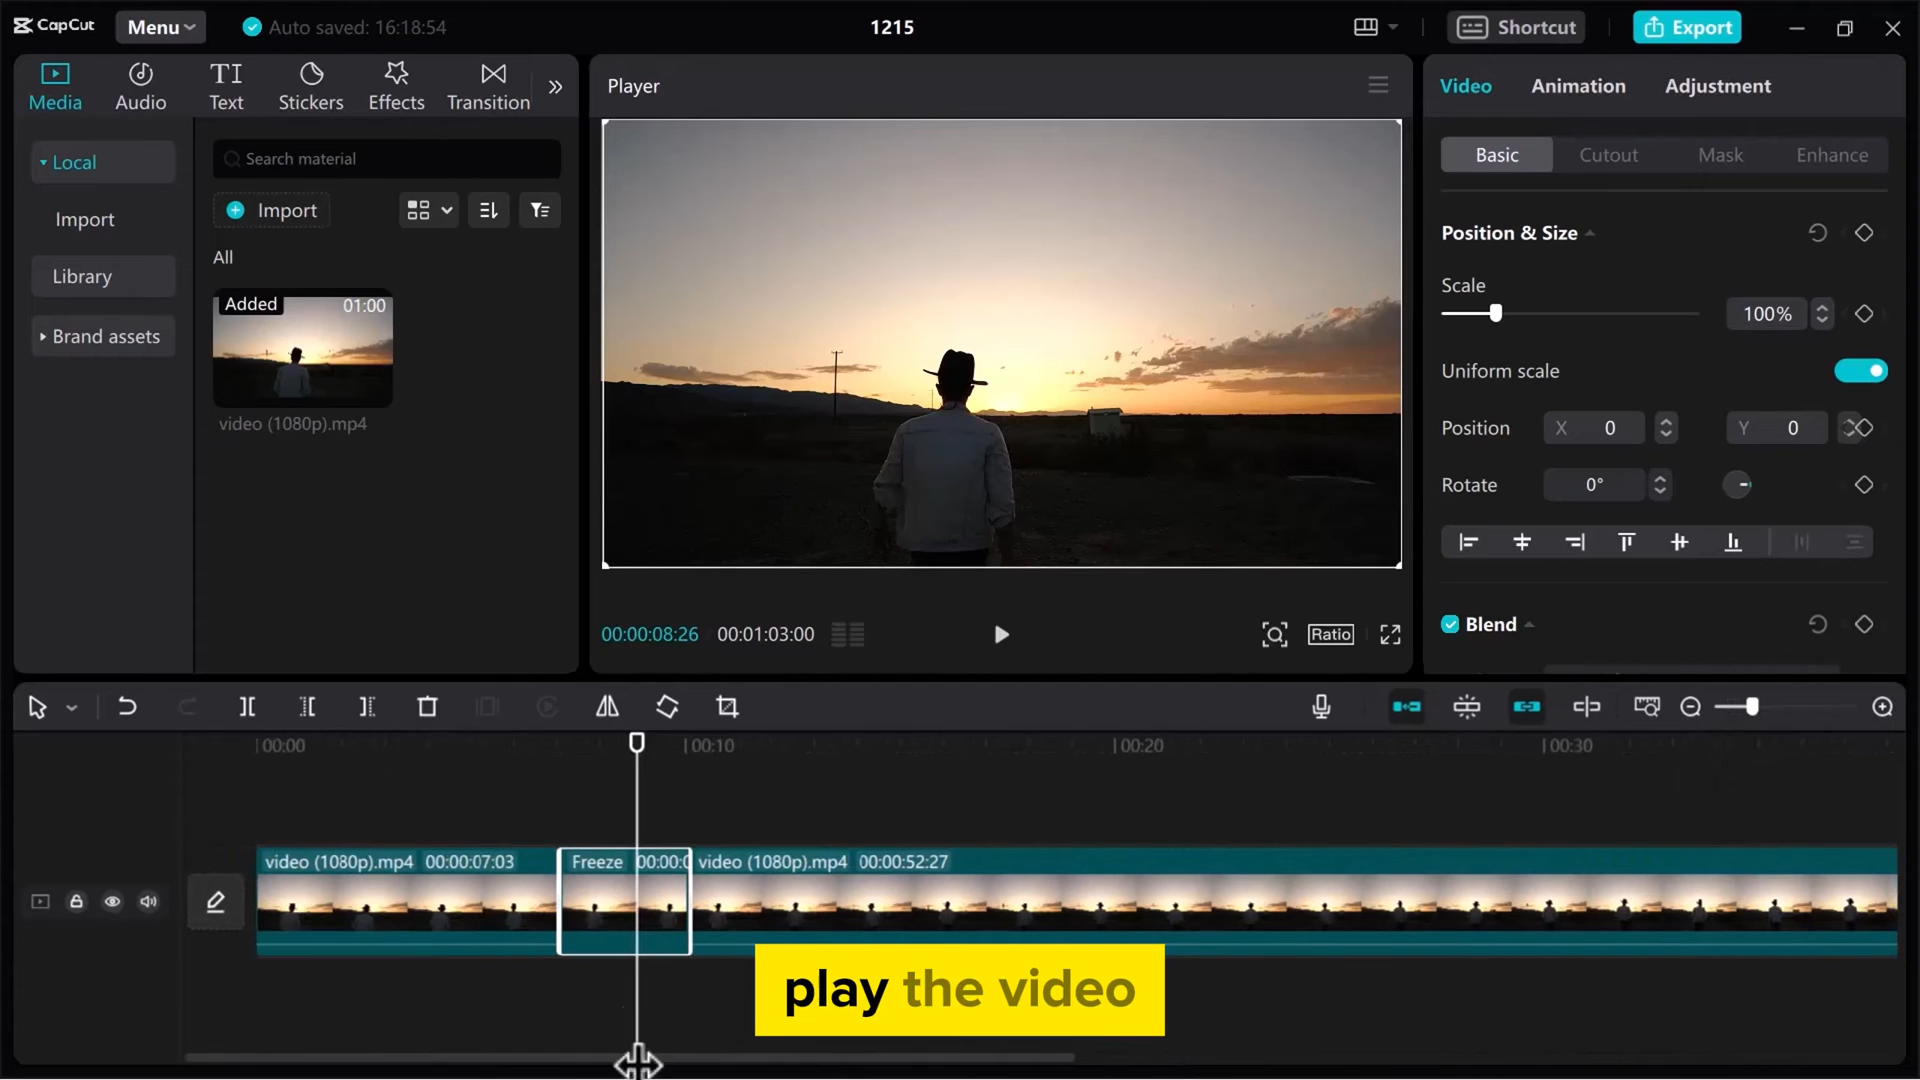 CapCut
Menu
Auto saved: 16:18:54
1215
Shortcut
Export
Media
Audio
TI
Text
Stickers
Effects
Transition
Local
Import
Library
Brand assets
Search material
Import
All
Added
01:00
video (1080p).mp4
Player
00:00:08:26
00:01:03:00
Ratio
Video
Animation
Adjustment
Basic
Cutout
Mask
Enhance
Position & Size
Scale
100%
Uniform scale
Position
X 0
Y 0
Rotate
0°
Blend
00:00
00:10
00:20
00:30
video (1080p).mp4 00:00:07:03
Freeze 00:00:0
video (1080p).mp4 00:00:52:27
play the video